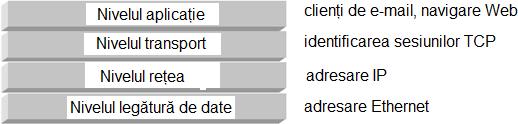 Nivelul aplicație clienți de e-mail, navigare Web
Nivelul transport identificarea sesiunilor TCP
Nivelul rețea adresare IP
Nivelul legătură de date adresare Ethernet